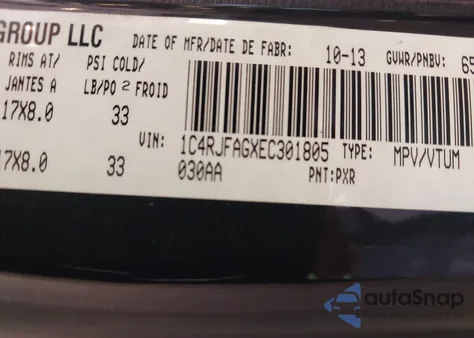 GROUP LLC DATE OF MFR/DATE DE FABR: 10-13 GVWR/PNBV: 65
RIMS AT/ PSI COLD/
JANTES A LB/PO 2 FROID
17X8.0 33
VIN: 1C4RJFAGXEC301805 TYPE: MPV/VTUM
17X8.0 33 030AA PNT:PXR
autoSnap